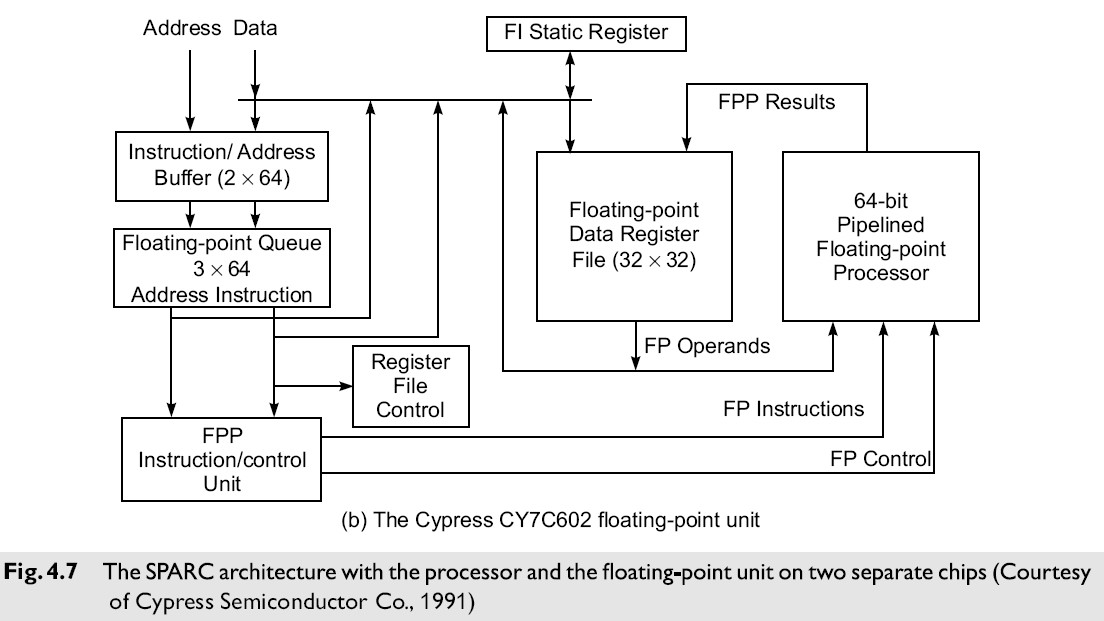 Address Data
FI Static Register
FPP Results
Instruction/ Address
Buffer (2 × 64)
Floating-point Queue
3 × 64
Address Instruction
Floating-point
Data Register
File (32 × 32)
64-bit
Pipelined
Floating-point
Processor
FP Operands
Register
File
Control
FP Instructions
FPP
Instruction/control
Unit
FP Control
(b) The Cypress CY7C602 floating-point unit
Fig. 4.7 The SPARC architecture with the processor and the floating-point unit on two separate chips (Courtesy
of Cypress Semiconductor Co., 1991)